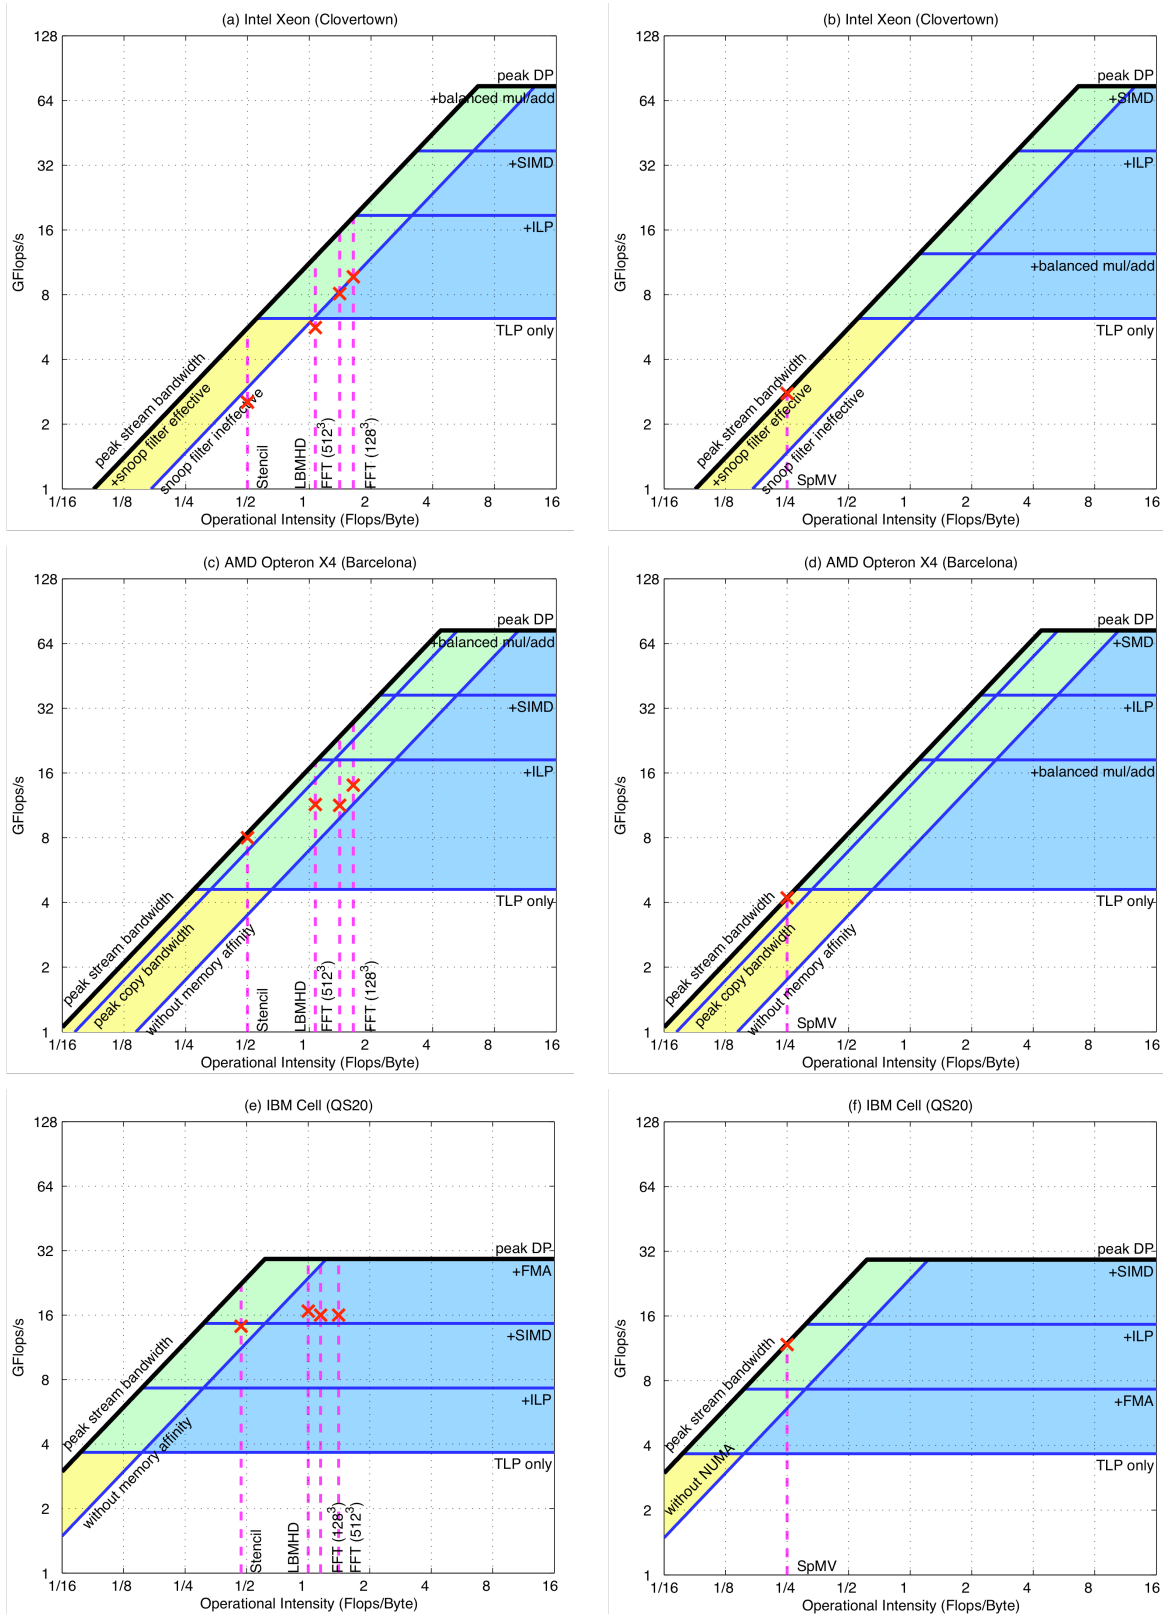 (a) Intel Xeon (Clovertown)
128
64
32
16
8
4
2
1
GFlops/s
peak DP
+balanced mul/add
+SIMD
+ILP
TLP only
peak stream bandwidth
+snoop filter effective
snoop filter ineffective
Stencil
LBMHD
FFT (512³)
FFT (128³)
1/16 1/8 1/4 1/2 1 2 4 8 16
Operational Intensity (Flops/Byte)
(b) Intel Xeon (Clovertown)
128
64
32
16
8
4
2
1
GFlops/s
peak DP
+SIMD
+ILP
+balanced mul/add
TLP only
peak stream bandwidth
+snoop filter effective
snoop filter ineffective
SpMV
1/16 1/8 1/4 1/2 1 2 4 8 16
Operational Intensity (Flops/Byte)
(c) AMD Opteron X4 (Barcelona)
128
64
32
16
8
4
2
1
GFlops/s
peak DP
+balanced mul/add
+SIMD
+ILP
TLP only
peak stream bandwidth
peak copy bandwidth
without memory affinity
Stencil
LBMHD
FFT (512³)
FFT (128³)
1/16 1/8 1/4 1/2 1 2 4 8 16
Operational Intensity (Flops/Byte)
(d) AMD Opteron X4 (Barcelona)
128
64
32
16
8
4
2
1
GFlops/s
peak DP
+SMD
+ILP
+balanced mul/add
TLP only
peak stream bandwidth
peak copy bandwidth
without memory affinity
SpMV
1/16 1/8 1/4 1/2 1 2 4 8 16
Operational Intensity (Flops/Byte)
(e) IBM Cell (QS20)
128
64
32
16
8
4
2
1
GFlops/s
peak DP
+FMA
+SIMD
+ILP
TLP only
peak stream bandwidth
without memory affinity
Stencil
LBMHD
FFT (128³)
FFT (512³)
1/16 1/8 1/4 1/2 1 2 4 8 16
Operational Intensity (Flops/Byte)
(f) IBM Cell (QS20)
128
64
32
16
8
4
2
1
GFlops/s
peak DP
+SIMD
+ILP
+FMA
TLP only
peak stream bandwidth
without NUMA
SpMV
1/16 1/8 1/4 1/2 1 2 4 8 16
Operational Intensity (Flops/Byte)